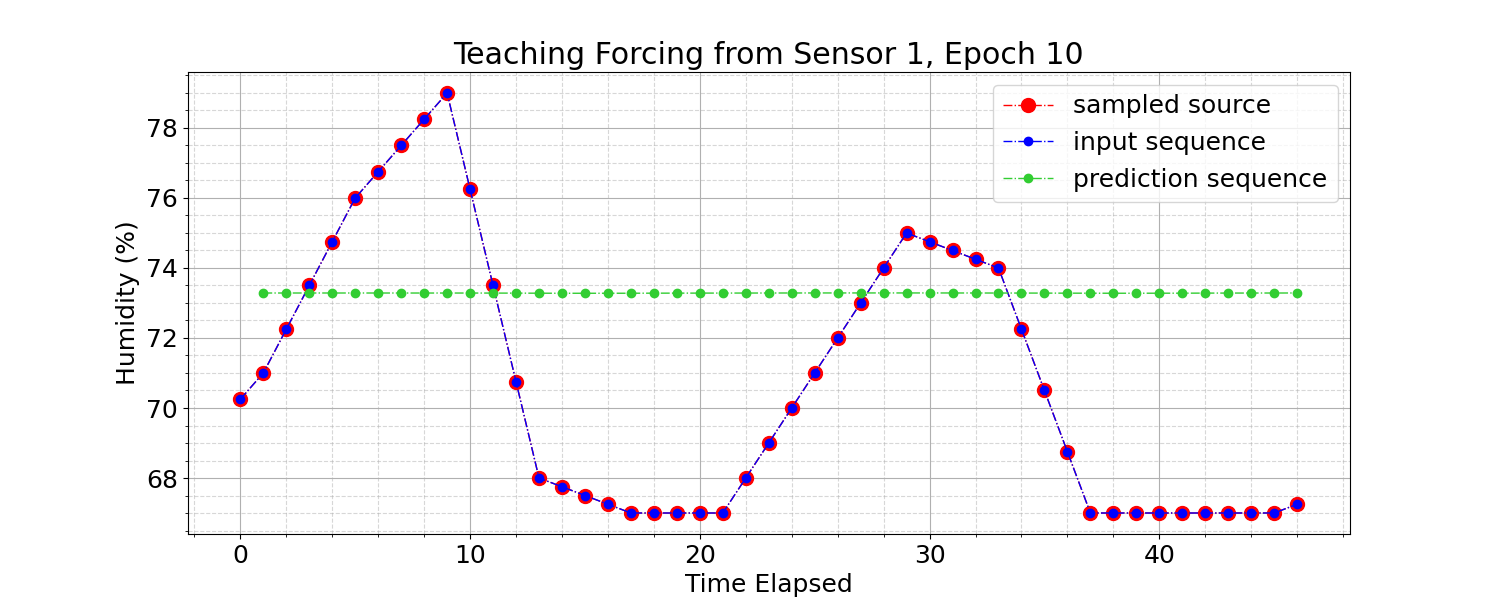 Teaching Forcing from Sensor 1, Epoch 10
sampled source
input sequence
prediction sequence
Humidity (%)
78
76
74
72
70
68
0 10 20 30 40
Time Elapsed